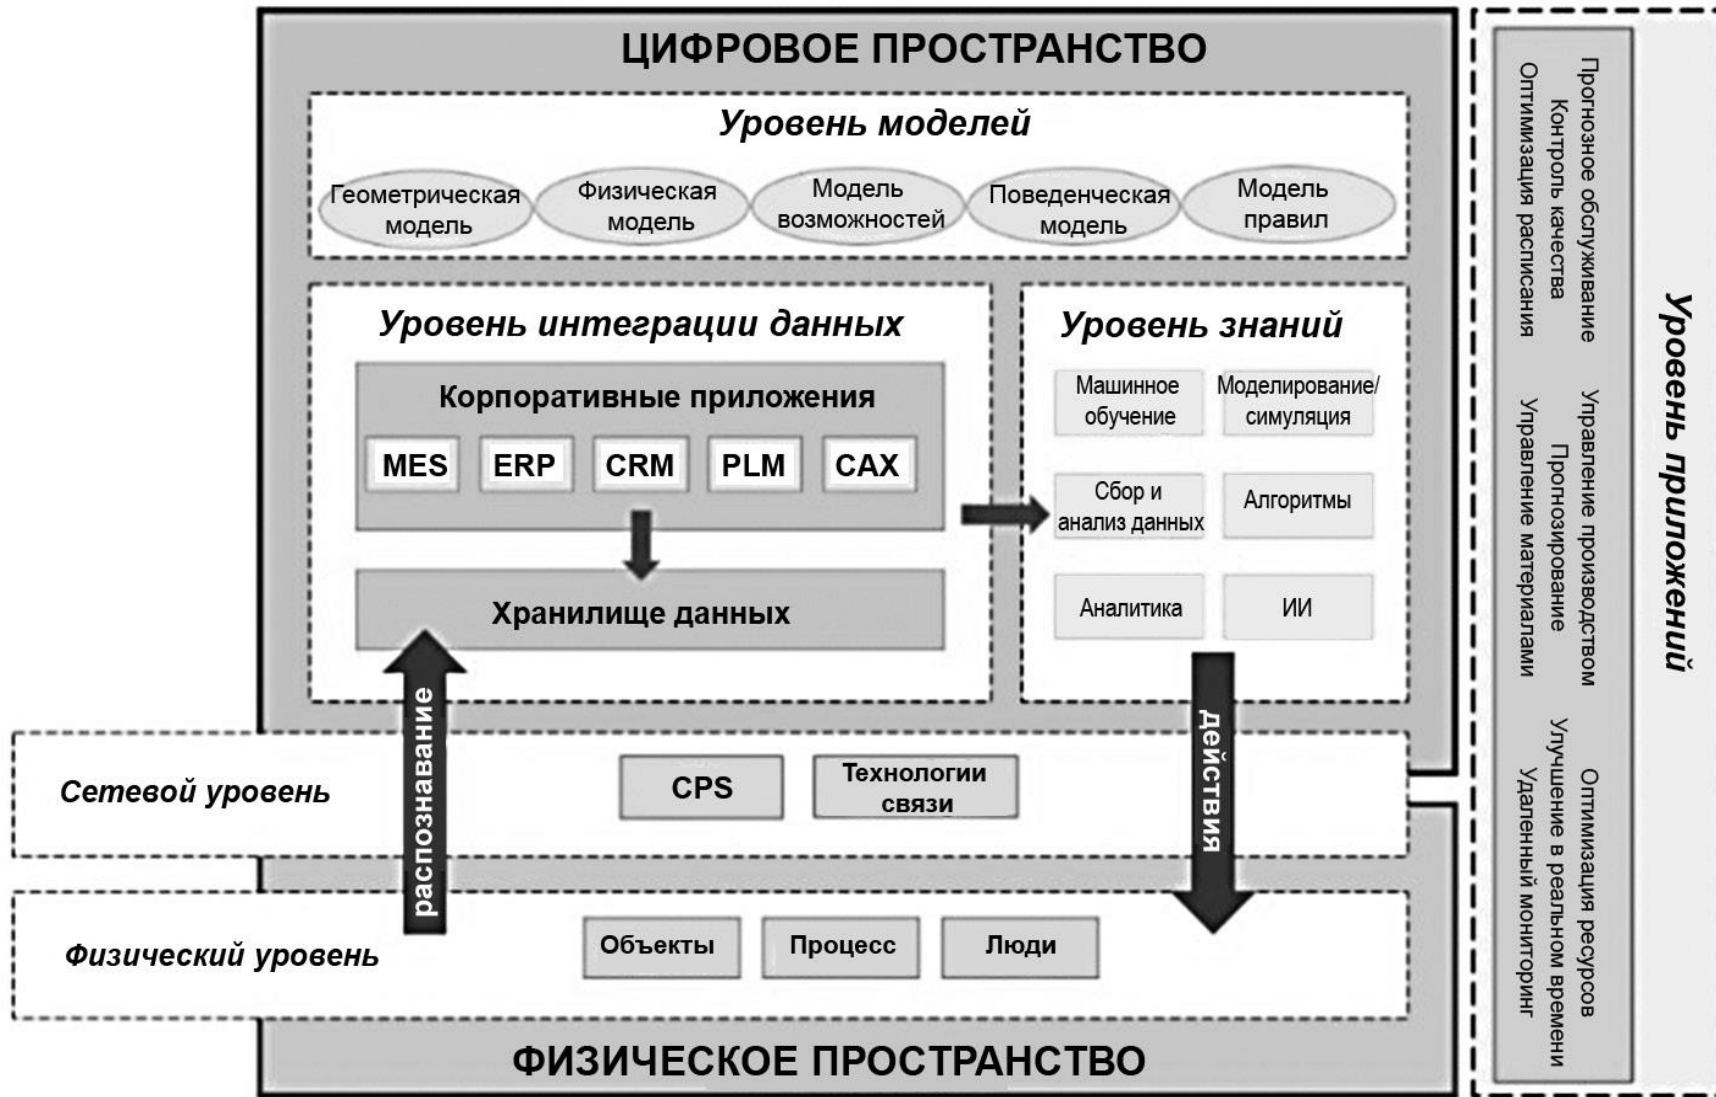 ЦИФРОВОЕ ПРОСТРАНСТВО
Уровень моделей
Геометрическая
модель
Физическая
модель
Модель
возможностей
Поведенческая
модель
Модель
правил
Уровень интеграции данных
Корпоративные приложения
MES
ERP
CRM
PLM
CAX
Хранилище данных
Уровень знаний
Машинное
обучение
Моделирование/
симуляция
Сбор и
анализ данных
Алгоритмы
Аналитика
ИИ
распознавание
действия
Сетевой уровень
CPS
Технологии
связи
Физический уровень
Объекты
Процесс
Люди
ФИЗИЧЕСКОЕ ПРОСТРАНСТВО
Уровень приложений
Прогнозное обслуживание
Контроль качества
Оптимизация расписания
Управление производством
Прогнозирование
Управление материалами
Оптимизация ресурсов
Улучшение в реальном времени
Удаленный мониторинг